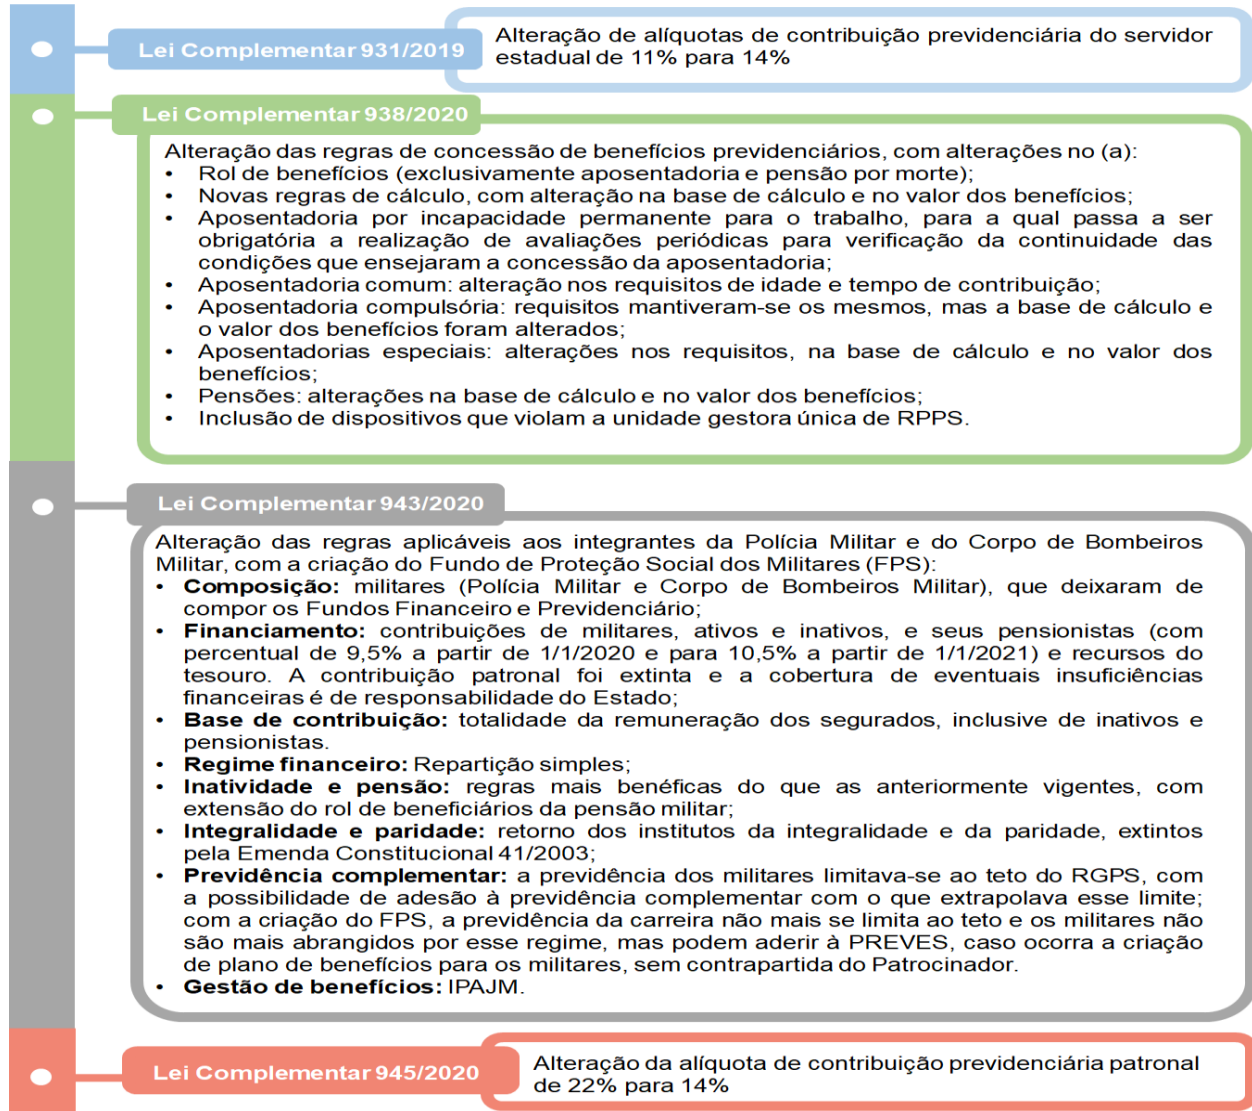 Lei Complementar 931/2019
Alteração de alíquotas de contribuição previdenciária do servidor
estadual de 11% para 14%
Lei Complementar 938/2020
Alteração das regras de concessão de benefícios previdenciários, com alterações no (a):
• Rol de benefícios (exclusivamente aposentadoria e pensão por morte);
• Novas regras de cálculo, com alteração na base de cálculo e no valor dos benefícios;
• Aposentadoria por incapacidade permanente para o trabalho, para a qual passa a ser
obrigatória a realização de avaliações periódicas para verificação da continuidade das
condições que ensejaram a concessão da aposentadoria;
• Aposentadoria comum: alteração nos requisitos de idade e tempo de contribuição;
• Aposentadoria compulsória: requisitos mantiveram-se os mesmos, mas a base de cálculo e
o valor dos benefícios foram alterados;
• Aposentadorias especiais: alterações nos requisitos, na base de cálculo e no valor dos
benefícios;
• Pensões: alterações na base de cálculo e no valor dos benefícios;
• Inclusão de dispositivos que violam a unidade gestora única de RPPS.
Lei Complementar 943/2020
Alteração das regras aplicáveis aos integrantes da Polícia Militar e do Corpo de Bombeiros
Militar, com a criação do Fundo de Proteção Social dos Militares (FPS):
• Composição: militares (Polícia Militar e Corpo de Bombeiros Militar), que deixaram de
compor os Fundos Financeiro e Previdenciário;
• Financiamento: contribuições de militares, ativos e inativos, e seus pensionistas (com
percentual de 9,5% a partir de 1/1/2020 e para 10,5% a partir de 1/1/2021) e recursos do
tesouro. A contribuição patronal foi extinta e a cobertura de eventuais insuficiências
financeiras é de responsabilidade do Estado;
• Base de contribuição: totalidade da remuneração dos segurados, inclusive de inativos e
pensionistas.
• Regime financeiro: Repartição simples;
• Inatividade e pensão: regras mais benéficas do que as anteriormente vigentes, com
extensão do rol de beneficiários da pensão militar;
• Integralidade e paridade: retorno dos institutos da integralidade e da paridade, extintos
pela Emenda Constitucional 41/2003;
• Previdência complementar: a previdência dos militares limitava-se ao teto do RGPS, com
a possibilidade de adesão à previdência complementar com o que extrapolava esse limite;
com a criação do FPS, a previdência da carreira não mais se limita ao teto e os militares não
são mais abrangidos por esse regime, mas podem aderir à PREVES, caso ocorra a criação
de plano de benefícios para os militares, sem contrapartida do Patrocinador.
• Gestão de benefícios: IPAJM.
Lei Complementar 945/2020
Alteração da alíquota de contribuição previdenciária patronal
de 22% para 14%